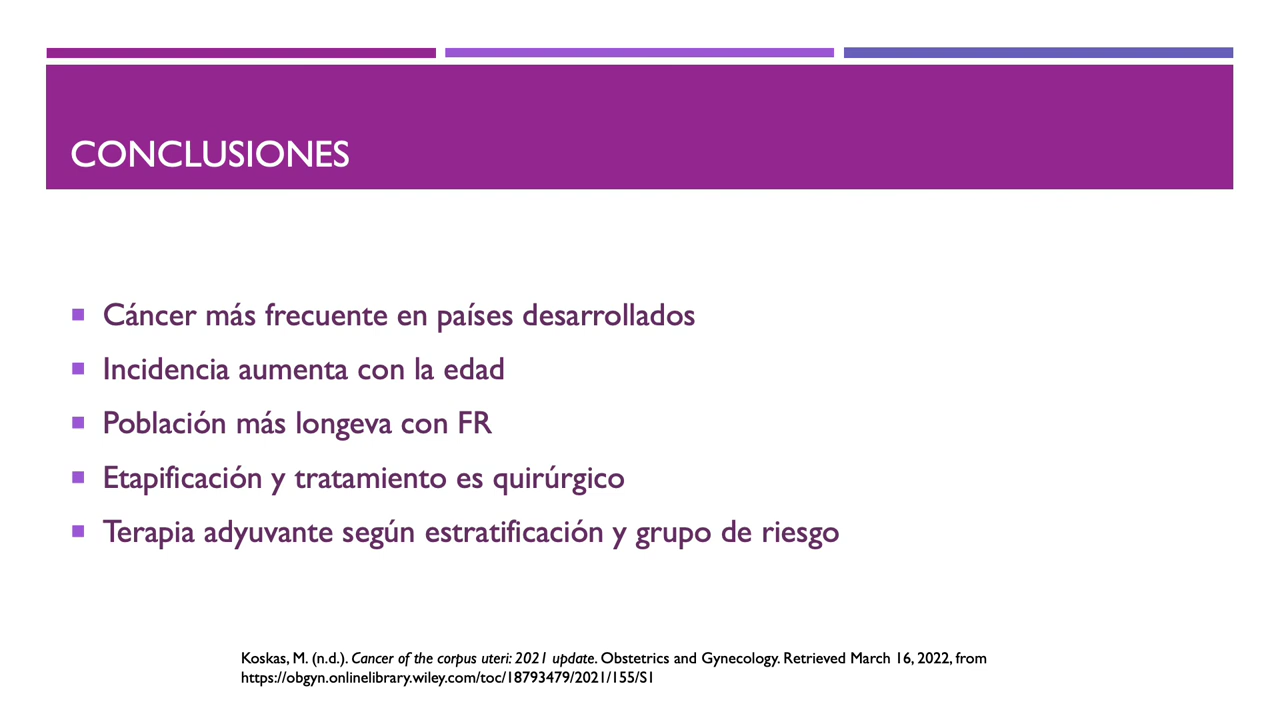 CONCLUSIONES
Cáncer más frecuente en países desarrollados
Incidencia aumenta con la edad
Población más longeva con FR
Etapificación y tratamiento es quirúrgico
Terapia adyuvante según estratificación y grupo de riesgo
Koskas, M. (n.d.). Cancer of the corpus uteri: 2021 update. Obstetrics and Gynecology. Retrieved March 16, 2022, from
https://obgyn.onlinelibrary.wiley.com/toc/18793479/2021/155/S1